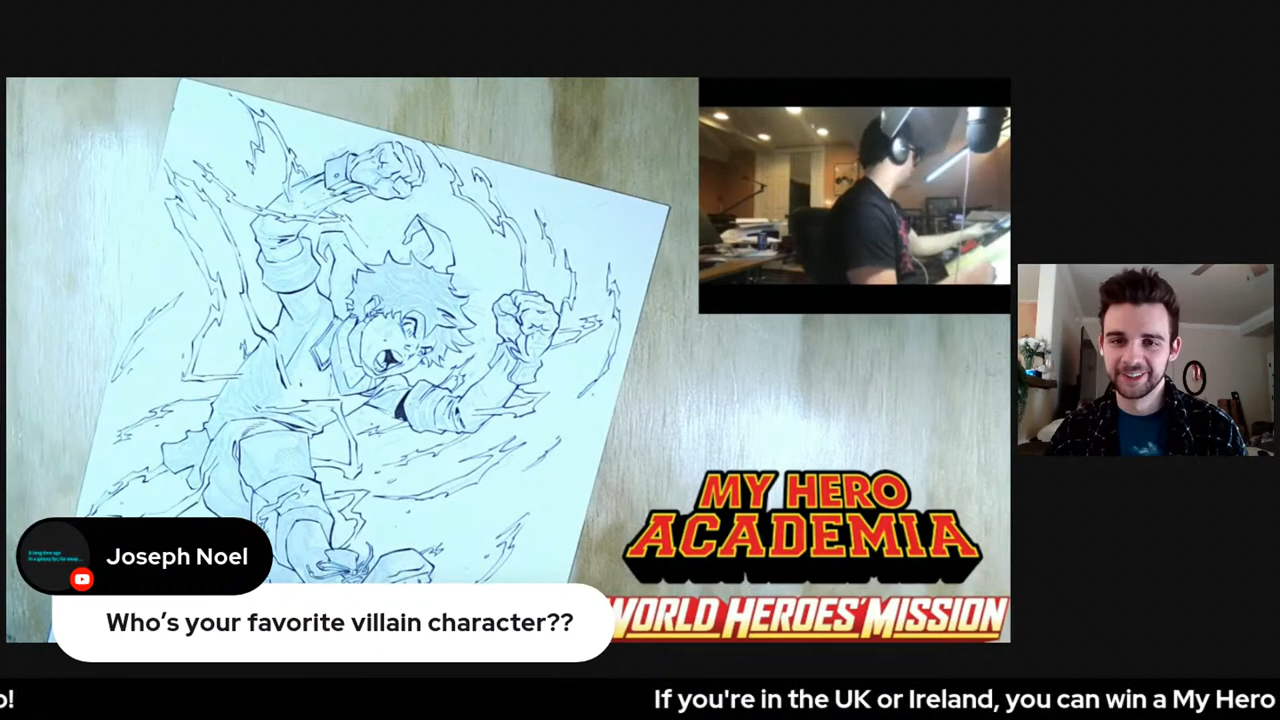 MY HERO
ACADEMIA
WORLD HEROES' MISSION
Joseph Noel
Who's your favorite villain character??
o!
If you're in the UK or Ireland, you can win a My Hero